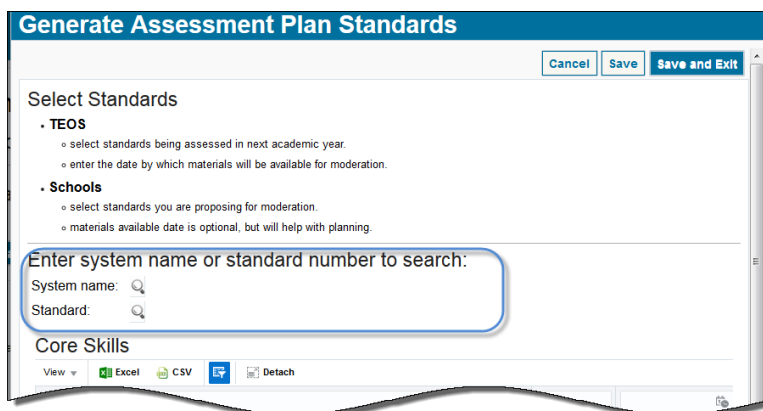 Generate Assessment Plan Standards
Cancel Save Save and Exit
Select Standards
• TEOS
o select standards being assessed in next academic year.
o enter the date by which materials will be available for moderation.
• Schools
o select standards you are proposing for moderation.
o materials available date is optional, but will help with planning.
Enter system name or standard number to search:
System name:
Standard:
Core Skills
View Excel CSV Detach